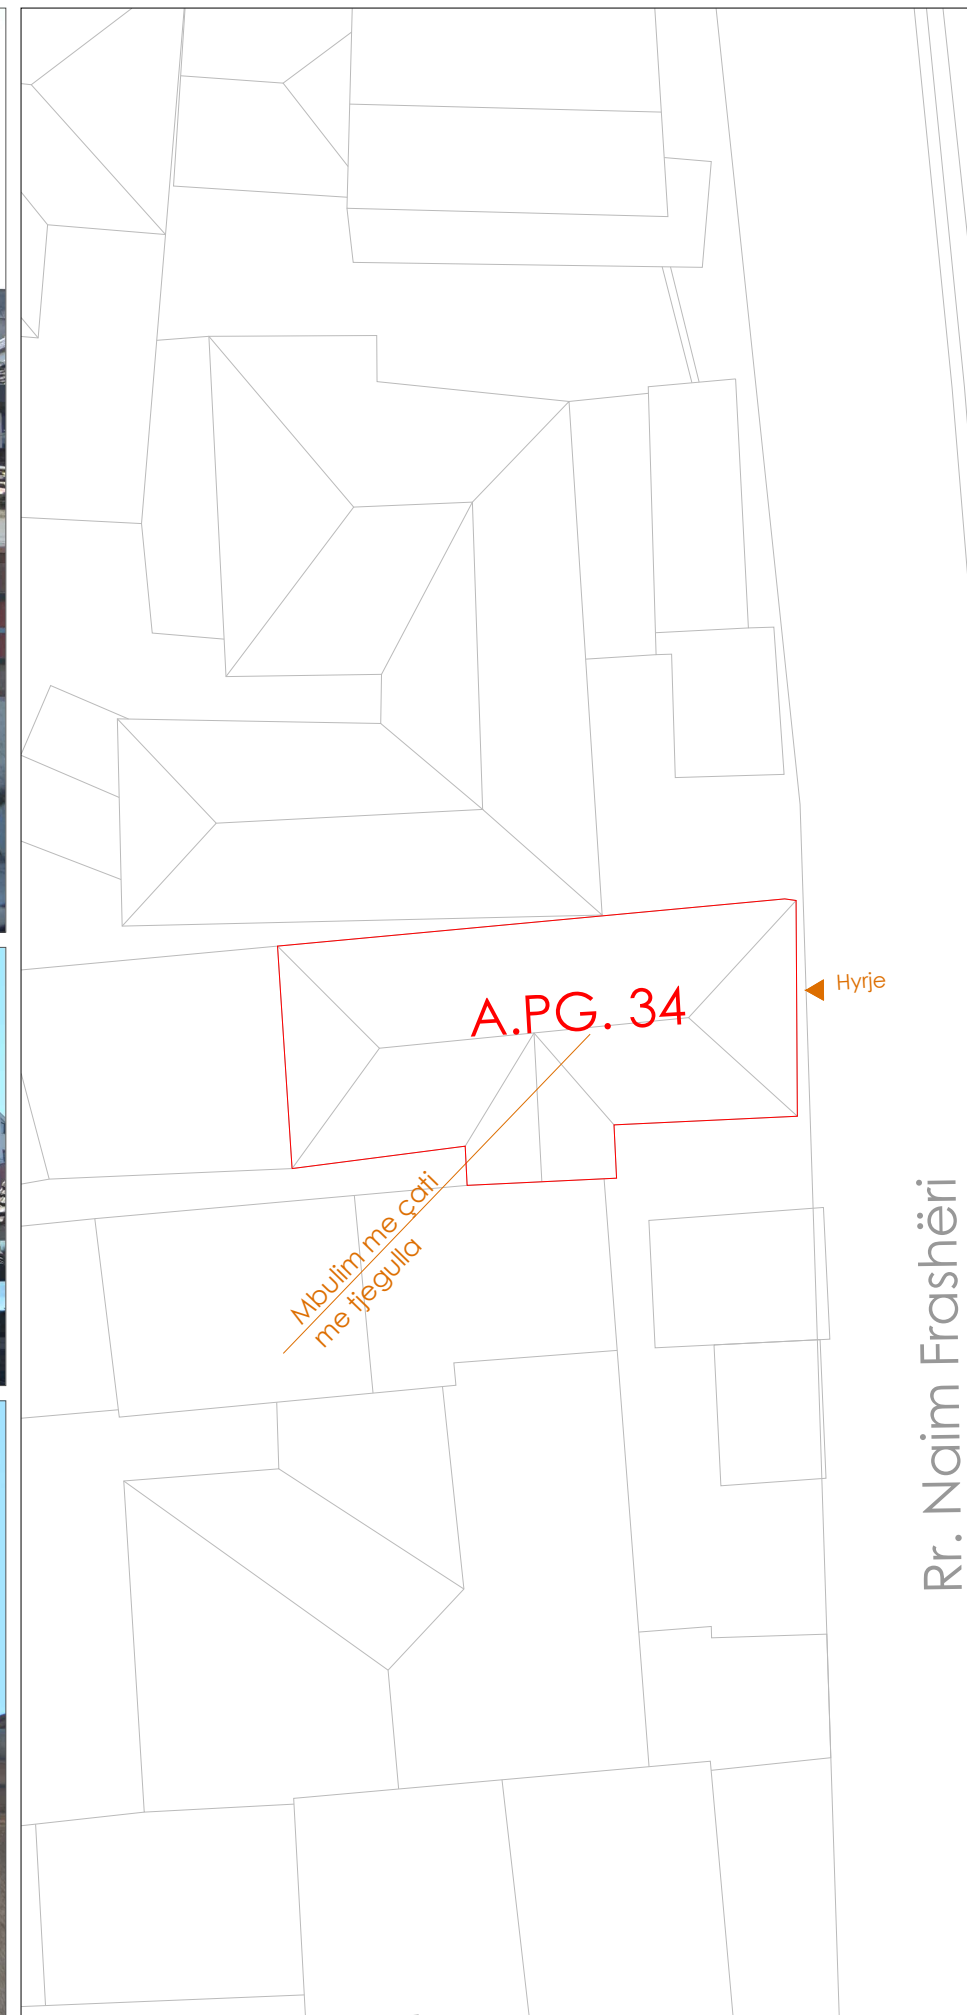 Hyrje
A.PG. 34
Mbulim me çati
me tjegulla
Rr. Naim Frashëri